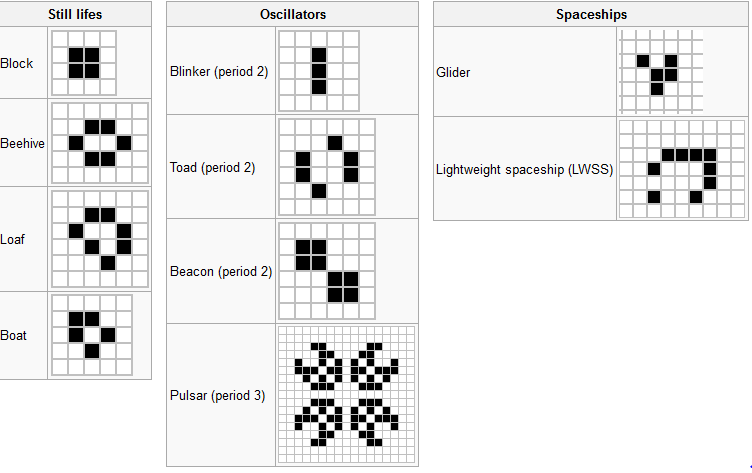 Still lifes
Block
Beehive
Loaf
Boat
Oscillators
Blinker (period 2)
Toad (period 2)
Beacon (period 2)
Pulsar (period 3)
Spaceships
Glider
Lightweight spaceship (LWSS)